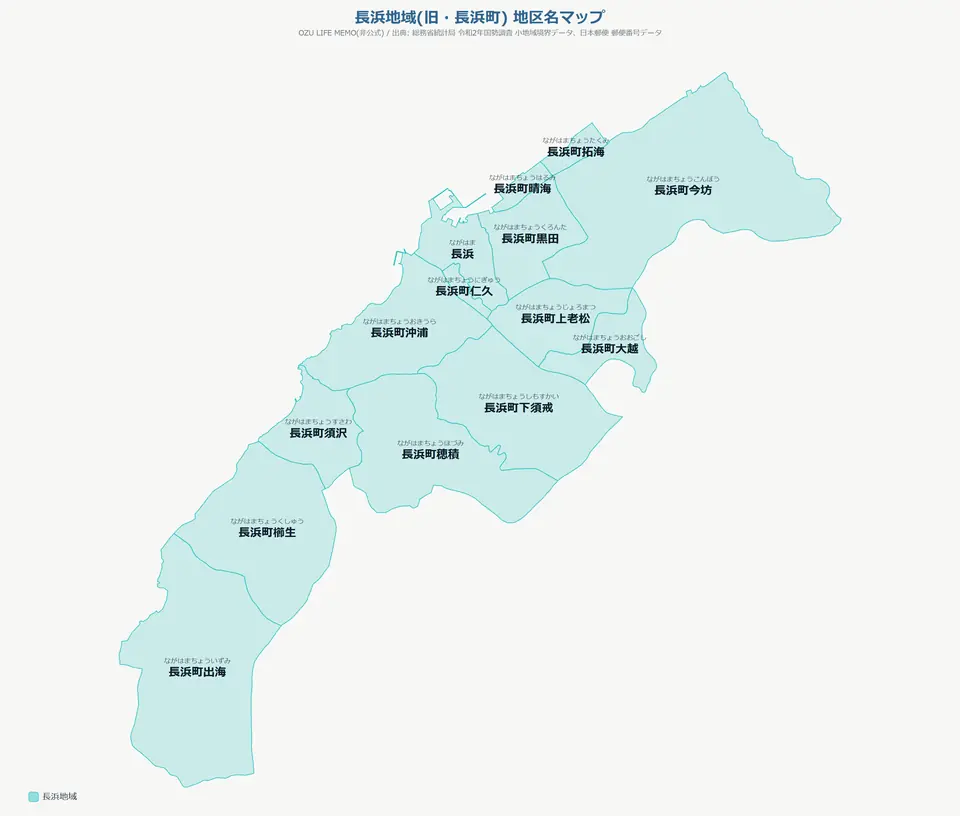 長浜地域(旧・長浜町) 地区名マップ
OZU LIFE MEMO(非公式) / 出典: 総務省統計局 令和2年国勢調査 小地域境界データ、日本郵便 郵便番号データ
ながはまちょうたくみ
長浜町拓海
ながはまちょうはるみ
長浜町晴海
ながはまちょうこんぼう
長浜町今坊
ながはまちょうくろんた
長浜町黒田
ながはま
長浜
ながはまちょうにぎゅう
長浜町仁久
ながはまちょうじょろまつ
長浜町上老松
ながはまちょうおきうら
長浜町沖浦
ながはまちょうおおごし
長浜町大越
ながはまちょうしもすかい
長浜町下須戒
ながはまちょうすさわ
長浜町須沢
ながはまちょうほづみ
長浜町穂積
ながはまちょうくしゅう
長浜町櫛生
ながはまちょういずみ
長浜町出海
長浜地域